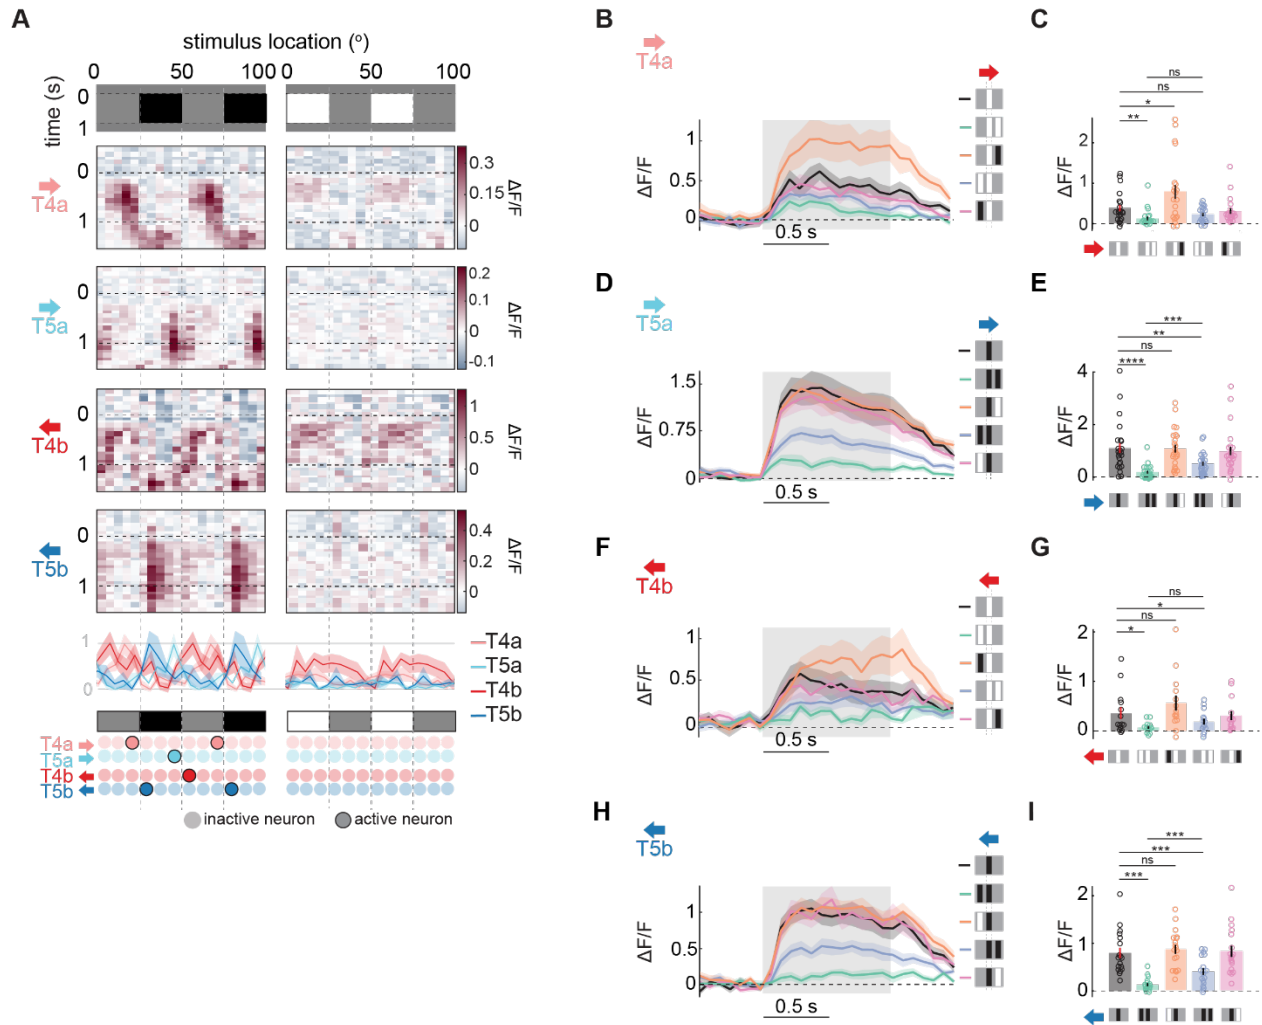 A
stimulus location (°)
0 50 100 0 50 100
time (s)
0
1
T4a
0
1
0.3
0.15
0
ΔF/F
T5a
0
1
0.2
0.1
0
-0.1
ΔF/F
T4b
0
1
1
0.5
0
ΔF/F
T5b
0
1
0.4
0.2
0
ΔF/F
1
0
T4a
T5a
T4b
T5b
T4a
T5a
T4b
T5b
inactive neuron active neuron
B
T4a
ΔF/F
1
0.5
0
0.5 s
C
ns
ns
*
**
ΔF/F
2
1
0
D
T5a
ΔF/F
1.5
0.75
0
0.5 s
E
***
**
ns
****
ΔF/F
4
2
0
F
T4b
ΔF/F
1
0.5
0
0.5 s
G
ns
*
ns
*
ΔF/F
2
1
0
H
T5b
ΔF/F
1
0.5
0
0.5 s
I
***
***
ns
***
ΔF/F
2
1
0